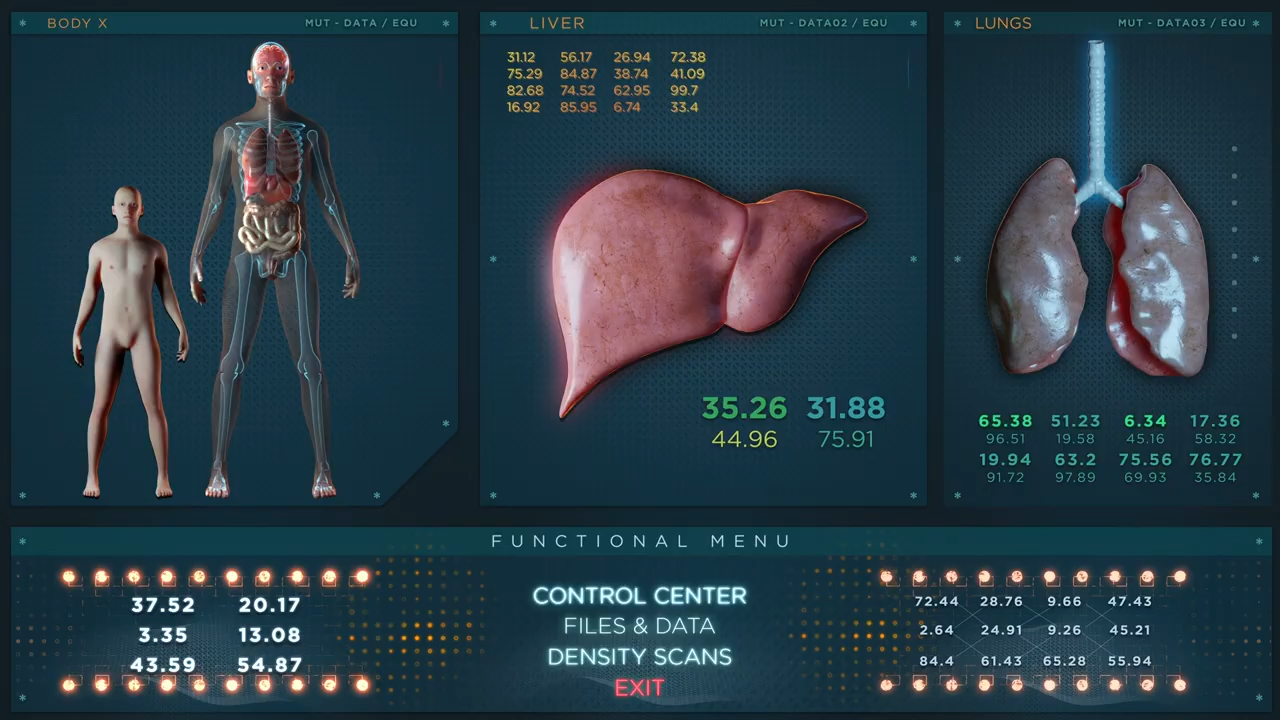 * BODY X MUT - DATA / EQU *
* LIVER MUT - DATA02 / EQU *
* LUNGS MUT - DATA03 / EQU *
31.12 56.17 26.94 72.38
75.29 84.87 38.74 41.09
82.68 74.52 62.95 99.7
16.92 85.95 6.74 33.4
35.26 31.88
44.96 75.91
65.38 51.23 6.34 17.36
96.51 19.58 45.16 58.32
19.94 63.2 75.56 76.77
91.72 97.89 69.93 35.84
* FUNCTIONAL MENU *
37.52 20.17
3.35 13.08
43.59 54.87
CONTROL CENTER
FILES & DATA
DENSITY SCANS
EXIT
72.44 28.76 9.66 47.43
2.64 24.91 9.26 45.21
84.4 61.43 65.28 55.94